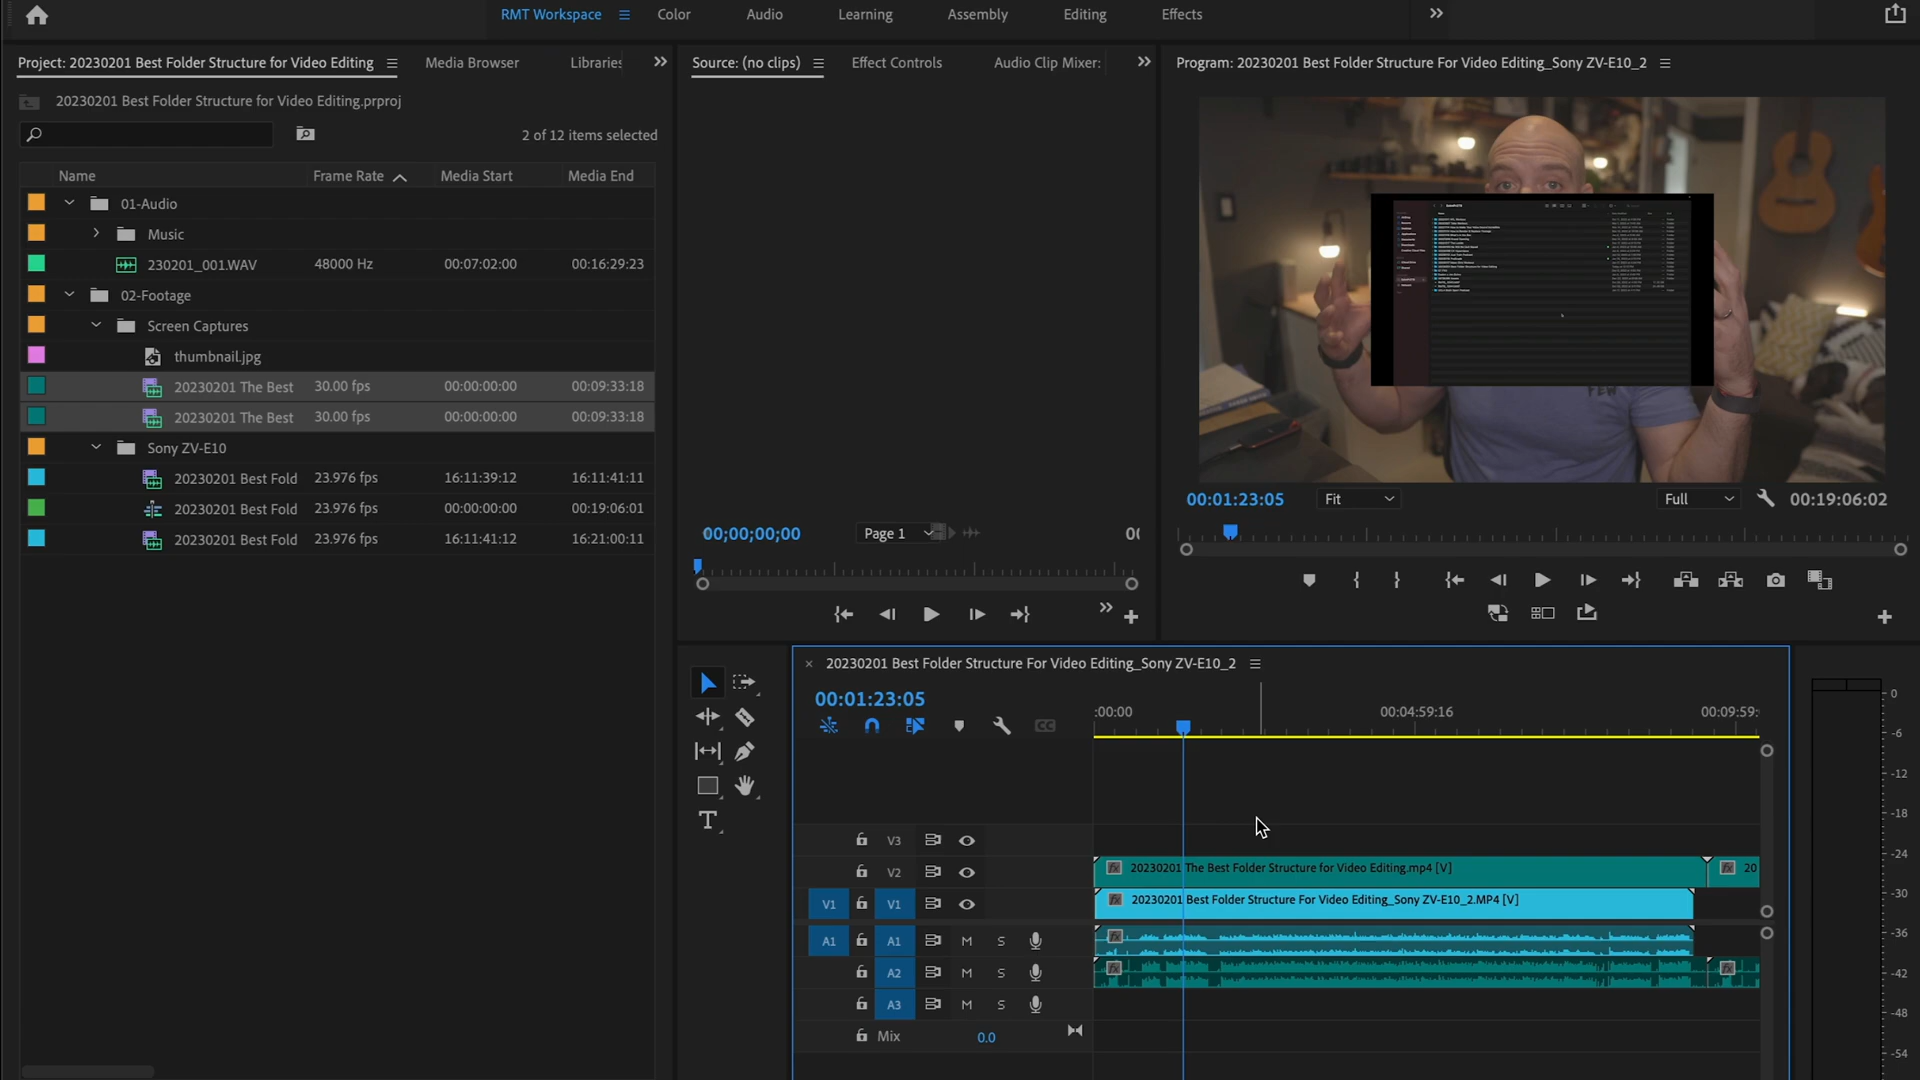 RMT Workspace
Color
Audio
Learning
Assembly
Editing
Effects
Project: 20230201 Best Folder Structure for Video Editing
Media Browser
Libraries
Source: (no clips)
Effect Controls
Audio Clip Mixer:
Program: 20230201 Best Folder Structure For Video Editing_Sony ZV-E10_2
20230201 Best Folder Structure for Video Editing.prproj
2 of 12 items selected
Name Frame Rate Media Start Media End
01-Audio
Music
230201_001.WAV 48000 Hz 00:07:02:00 00:16:29:23
02-Footage
Screen Captures
thumbnail.jpg
20230201 The Best 30.00 fps 00:00:00:00 00:09:33:18
20230201 The Best 30.00 fps 00:00:00:00 00:09:33:18
Sony ZV-E10
20230201 Best Fold 23.976 fps 16:11:39:12 16:11:41:11
20230201 Best Fold 23.976 fps 00:00:00:00 00:19:06:01
20230201 Best Fold 23.976 fps 16:11:41:12 16:21:00:11
00;00;00;00
Page 1
00:01:23:05
Fit
Full
00:19:06:02
20230201 Best Folder Structure For Video Editing_Sony ZV-E10_2
00:01:23:05
:00:00
00:04:59:16
00:09:59:
V3
V2
20230201 The Best Folder Structure for Video Editing.mp4 [V]
20
V1 V1
20230201 Best Folder Structure For Video Editing_Sony ZV-E10_2.MP4 [V]
A1 A1 M S
A2 M S
A3 M S
Mix 0.0
0
-6
-12
-18
-24
-30
-36
-42
-48
-54